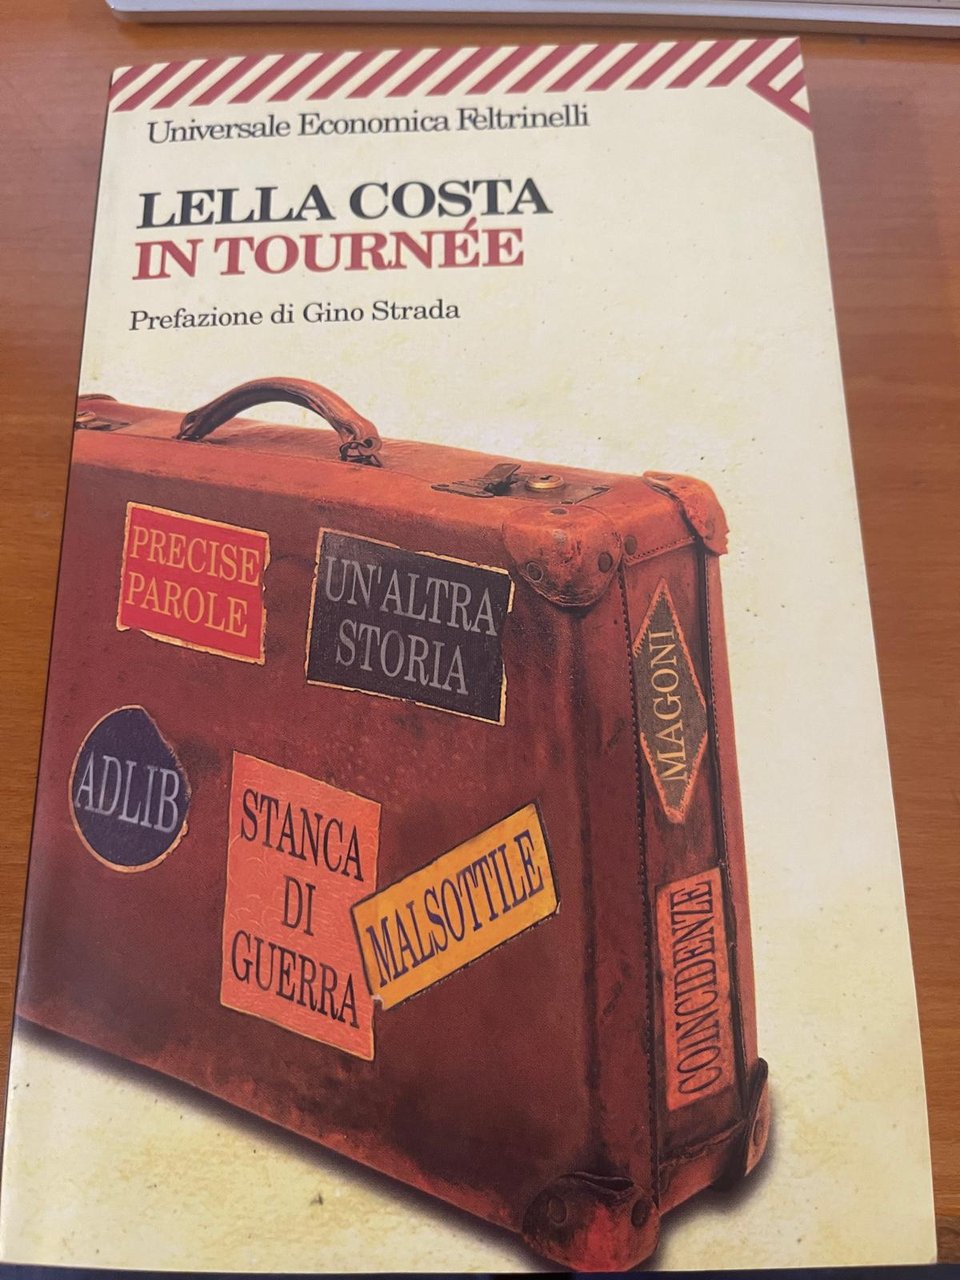 Universale Economica Feltrinelli
LELLA COSTA
IN TOURNÉE
Prefazione di Gino Strada
PRECISE
PAROLE
UN'ALTRA
STORIA
MAGONI
ADLIB
STANCA
DI
GUERRA
MALSOTTILE
COINCIDENZE